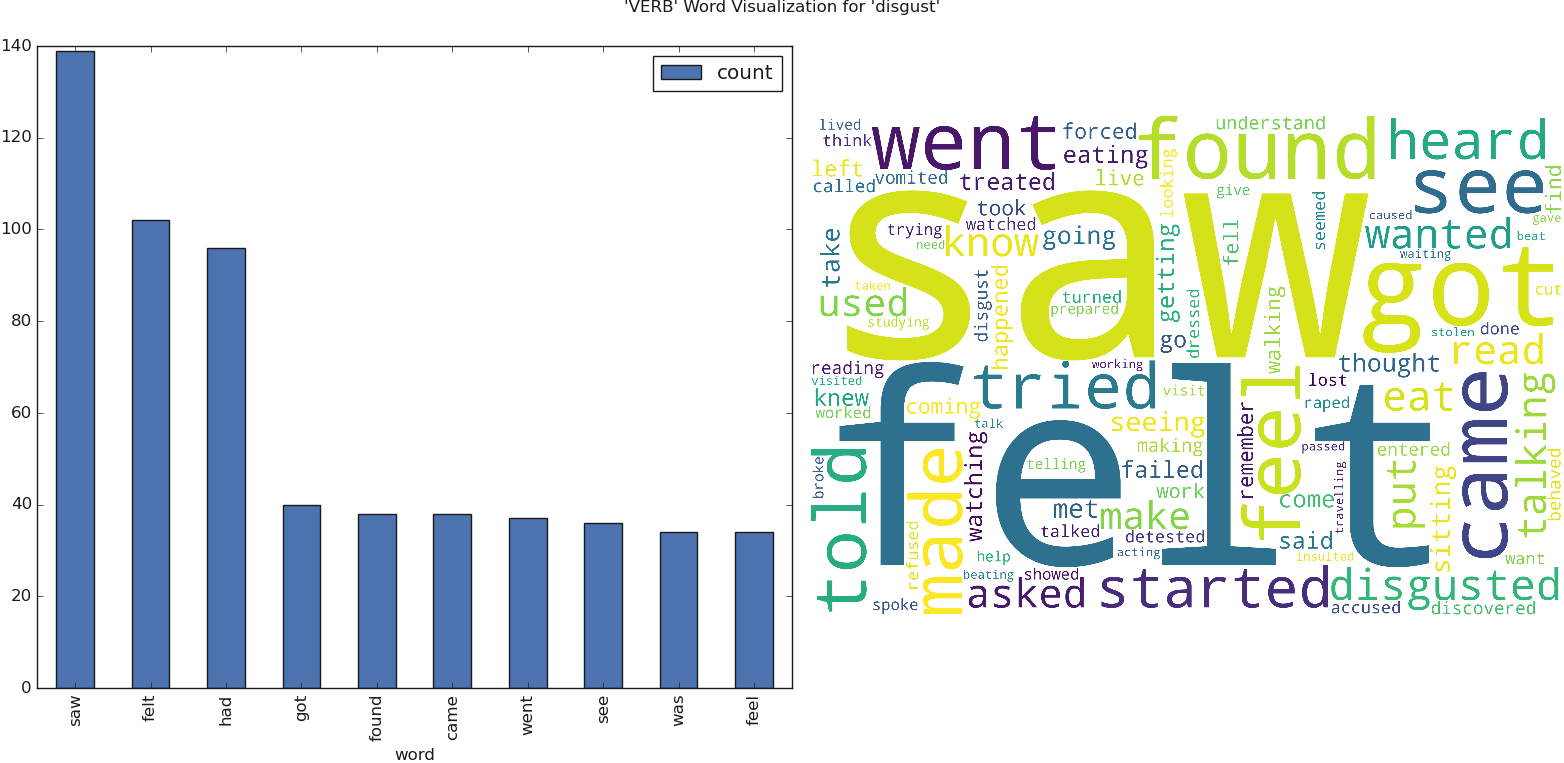 'VERB' Word Visualization for 'disgust'
140
120
100
80
60
40
20
0
count
saw
felt
had
got
found
came
went
see
was
feel
word
lived
think
left
called
vomited
went
forced
eating
treated
live
took
watched
trying
need
know
going
found
understand
looking
give
heard
see
find
seemed
caused
gave
wanted
beat
waiting
saw
take
used
taken
studying
disgust
happened
turned
prepared
getting
go
dressed
fell
walking
got
cut
stolen
done
read
thought
reading
visited
knew
worked
coming
tried
working
visit
talk
seeing
making
felt
feel
lost
raped
eat
came
talking
told
broke
made
refused
watching
telling
failed
work
met
make
talked
detested
acting
remember
passed
come
travelling
said
insulted
put
entered
sitting
behaved
want
help
beating
showed
spoke
asked
started
disgusted
accused
discovered